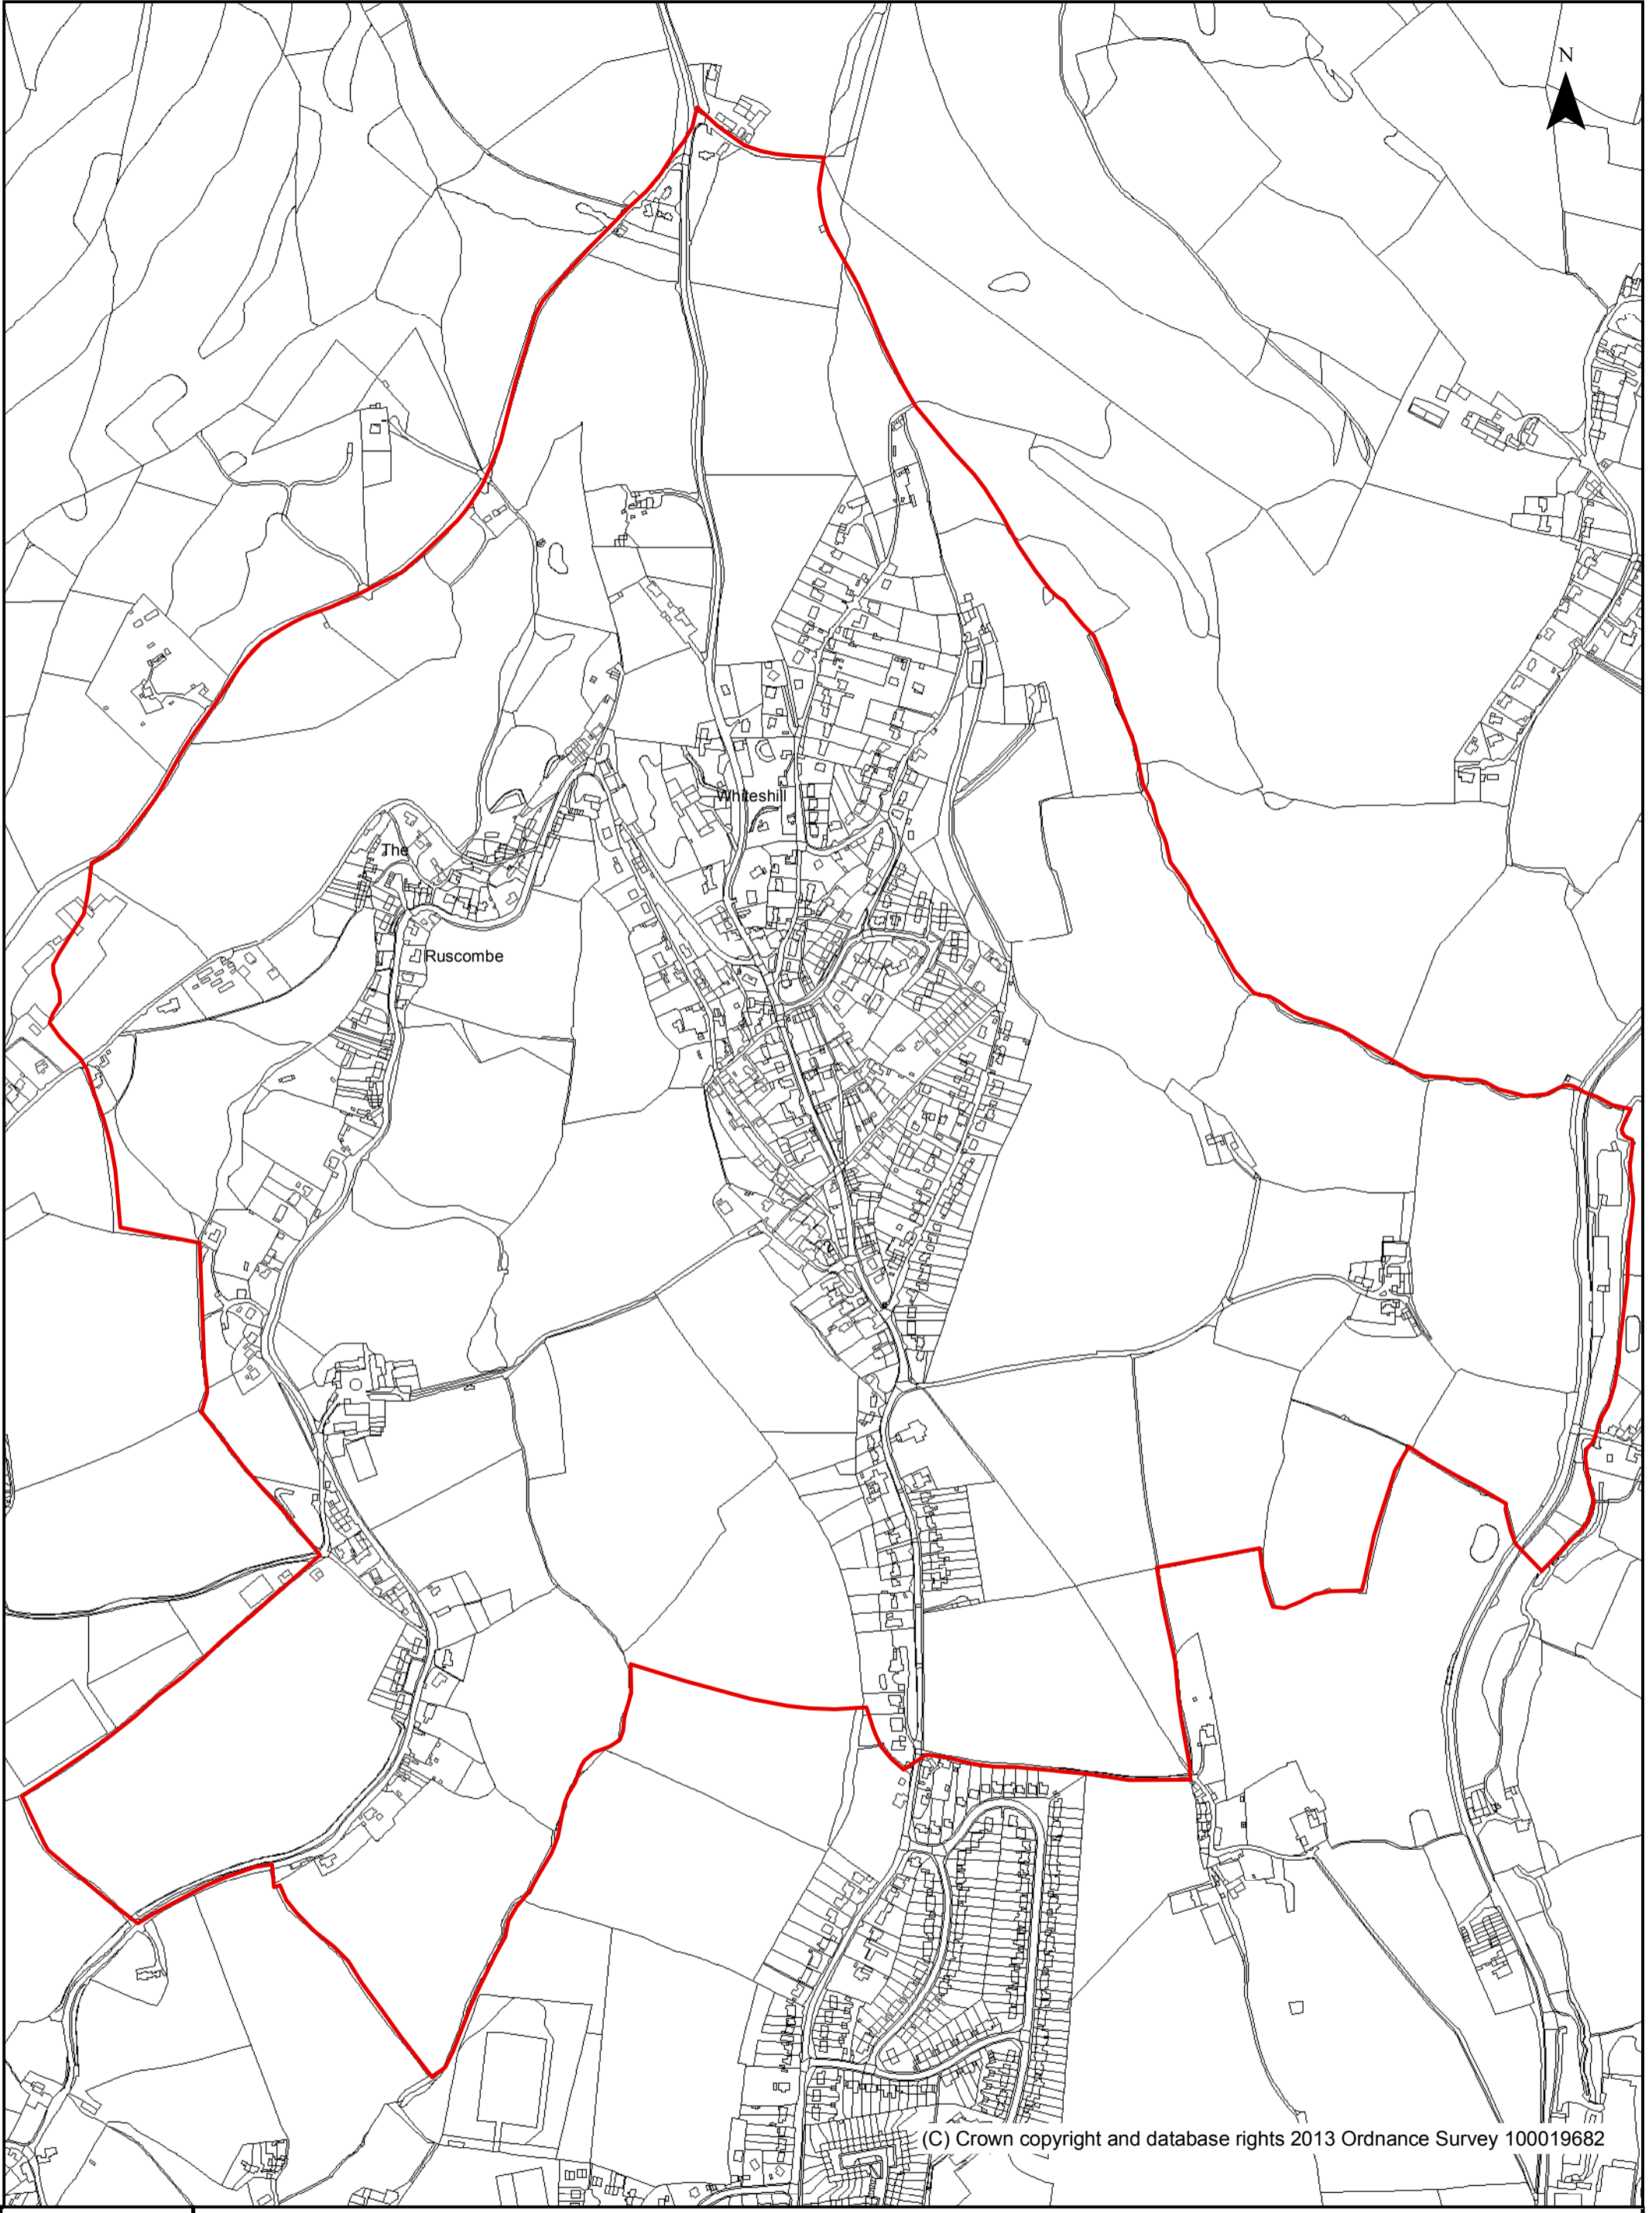 N
Whiteshill
The
Ruscombe
(C) Crown copyright and database rights 2013 Ordnance Survey 100019682